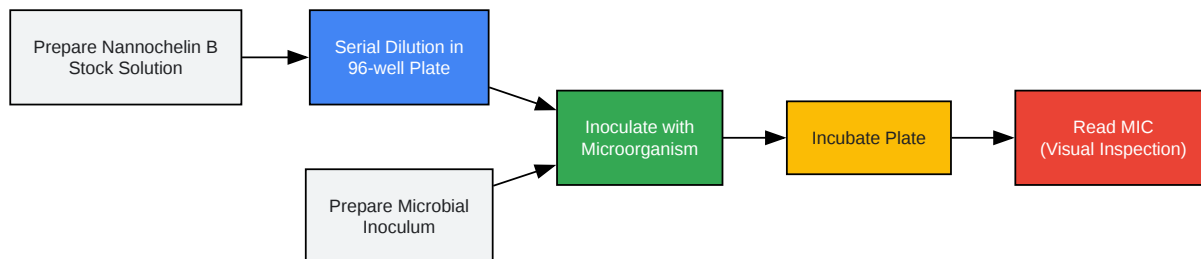 Prepare Nannochelin B
Stock Solution
Serial Dilution in
96-well Plate
Prepare Microbial
Inoculum
Inoculate with
Microorganism
Incubate Plate
Read MIC
(Visual Inspection)